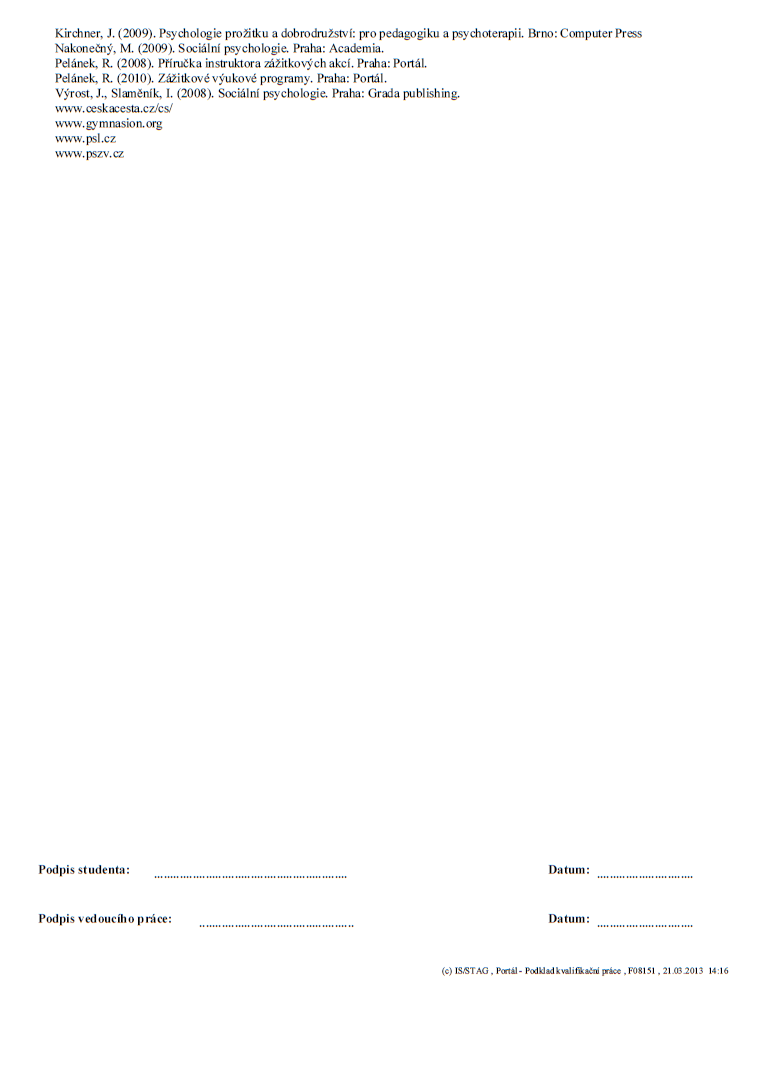 Kirchner, J. (2009). Psychologie prožitku a dobrodružství: pro pedagogiku a psychoterapii. Brno: Computer Press
Nakonečný, M. (2009). Sociální psychologie. Praha: Academia.
Pelánek, R. (2008). Příručka instruktora zážitkových akcí. Praha: Portál.
Pelánek, R. (2010). Zážitkové výukové programy. Praha: Portál.
Výrost, J., Slaměník, I. (2008). Sociální psychologie. Praha: Grada publishing.
www.ceskacesta.cz/cs/
www.gymnasion.org
www.psl.cz
www.pszv.cz
Podpis studenta: ........................................................... Datum: .............................
Podpis vedoucího práce: ............................................... Datum: .............................
(c) IS/STAG , Portál - Podklad kvalifikační práce , F08151 , 21.03.2013 14:16